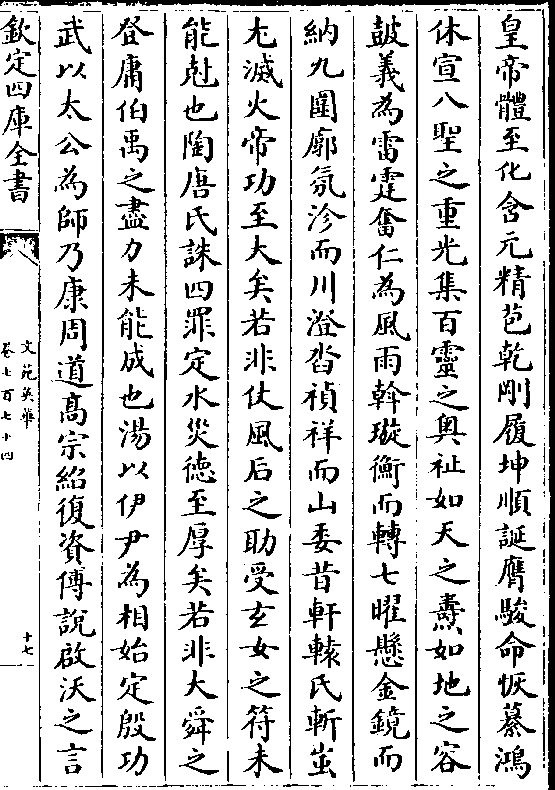 皇帝體至化含元精苞乾剛履坤順誕膺駿命恢纂鴻
休宣八聖之重光集百靈之奧祉如天之燾如地之容
鼓義為雷霆奮仁為風雨斡璇衡而轉七曜懸金鏡而
納九圍廓氛沴而川澄沓禎祥而山委昔軒轅氏斬蚩
尤滅火帝功至大矣若非仗風后之助受玄女之符未
能尅也陶唐氏誅四罪定水災德至厚矣若非大舜之
登庸伯禹之盡力未能成也湯以伊尹為相始定殷功
武以太公為師乃康周道髙宗紹復資傅說啟沃之言
欽定四庫全書
文苑英華
卷七百七十四
十七